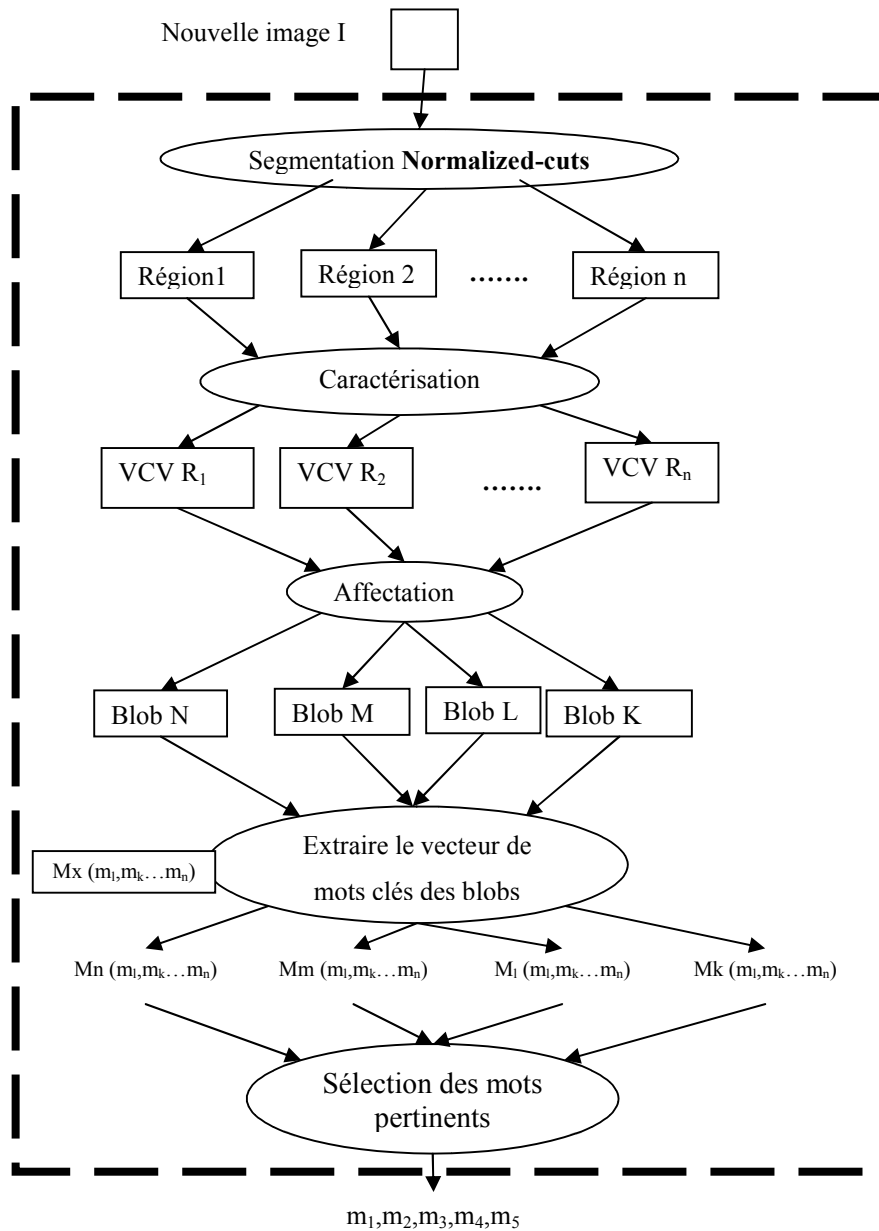 Nouvelle image I
Segmentation Normalized-cuts
Région1
Région 2
.......
Région n
Caractérisation
VCV R₁
VCV R₂
.......
VCV Rₙ
Affectation
Blob N
Blob M
Blob L
Blob K
Extraire le vecteur de
mots clés des blobs
Mx (mₗ,mₖ…mₙ)
Mn (mₗ,mₖ…mₙ)
Mm (mₗ,mₖ…mₙ)
Mₗ (mₗ,mₖ…mₙ)
Mk (mₗ,mₖ…mₙ)
Sélection des mots
pertinents
m₁,m₂,m₃,m₄,m₅